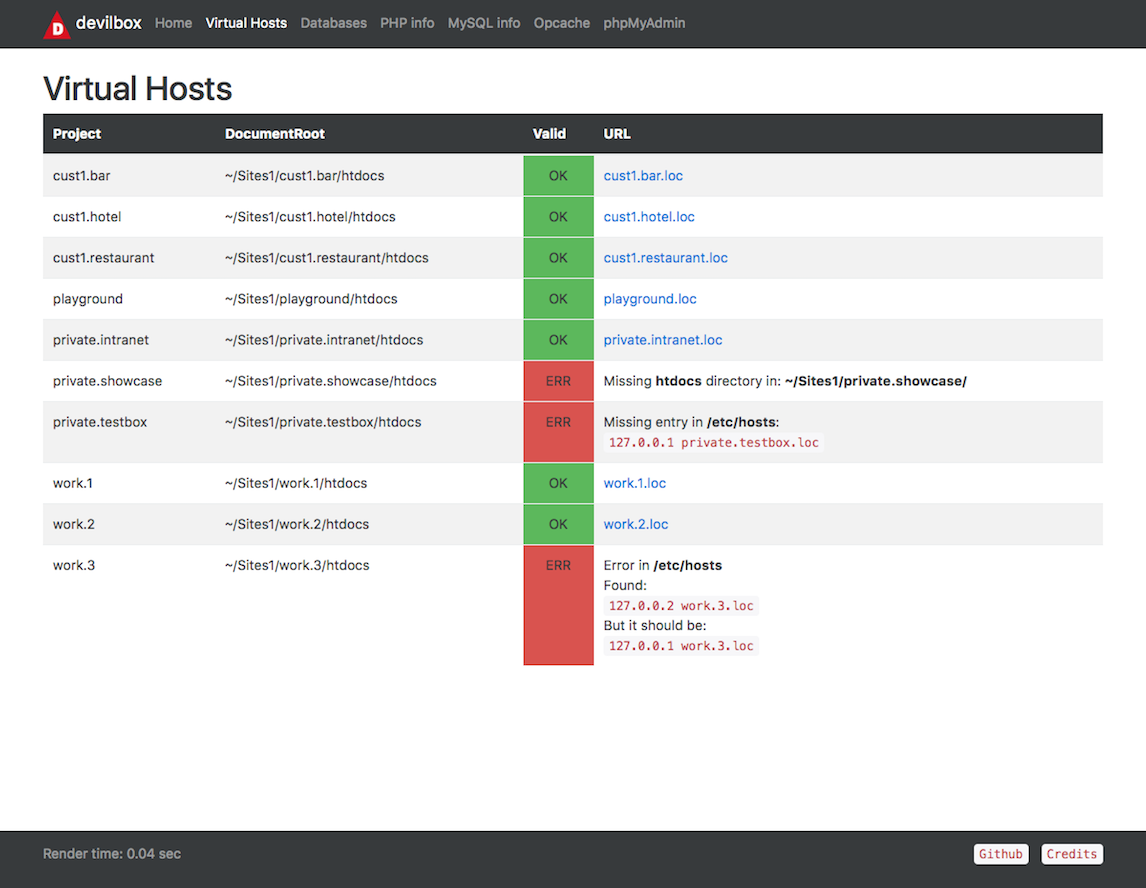 D devilbox Home Virtual Hosts Databases PHP info MySQL info Opcache phpMyAdmin
Virtual Hosts
Project DocumentRoot Valid URL
cust1.bar ~/Sites1/cust1.bar/htdocs OK cust1.bar.loc
cust1.hotel ~/Sites1/cust1.hotel/htdocs OK cust1.hotel.loc
cust1.restaurant ~/Sites1/cust1.restaurant/htdocs OK cust1.restaurant.loc
playground ~/Sites1/playground/htdocs OK playground.loc
private.intranet ~/Sites1/private.intranet/htdocs OK private.intranet.loc
private.showcase ~/Sites1/private.showcase/htdocs ERR Missing htdocs directory in: ~/Sites1/private.showcase/
private.testbox ~/Sites1/private.testbox/htdocs ERR Missing entry in /etc/hosts:
127.0.0.1 private.testbox.loc
work.1 ~/Sites1/work.1/htdocs OK work.1.loc
work.2 ~/Sites1/work.2/htdocs OK work.2.loc
work.3 ~/Sites1/work.3/htdocs ERR Error in /etc/hosts
Found:
127.0.0.2 work.3.loc
But it should be:
127.0.0.1 work.3.loc
Render time: 0.04 sec Github Credits